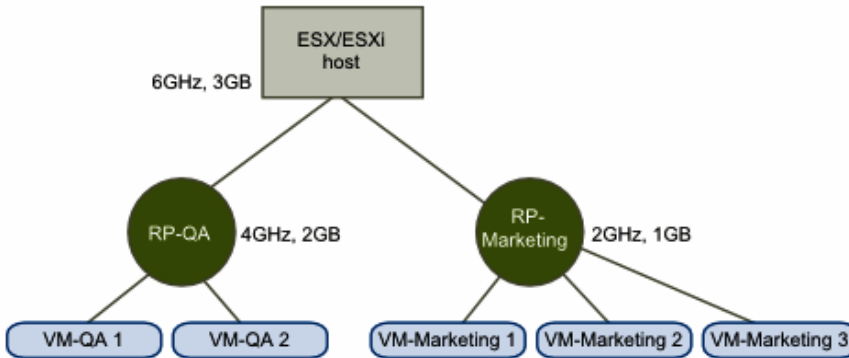 ESX/ESXi
host
6GHz, 3GB
RP-QA
4GHz, 2GB
RP-
Marketing
2GHz, 1GB
VM-QA 1
VM-QA 2
VM-Marketing 1
VM-Marketing 2
VM-Marketing 3